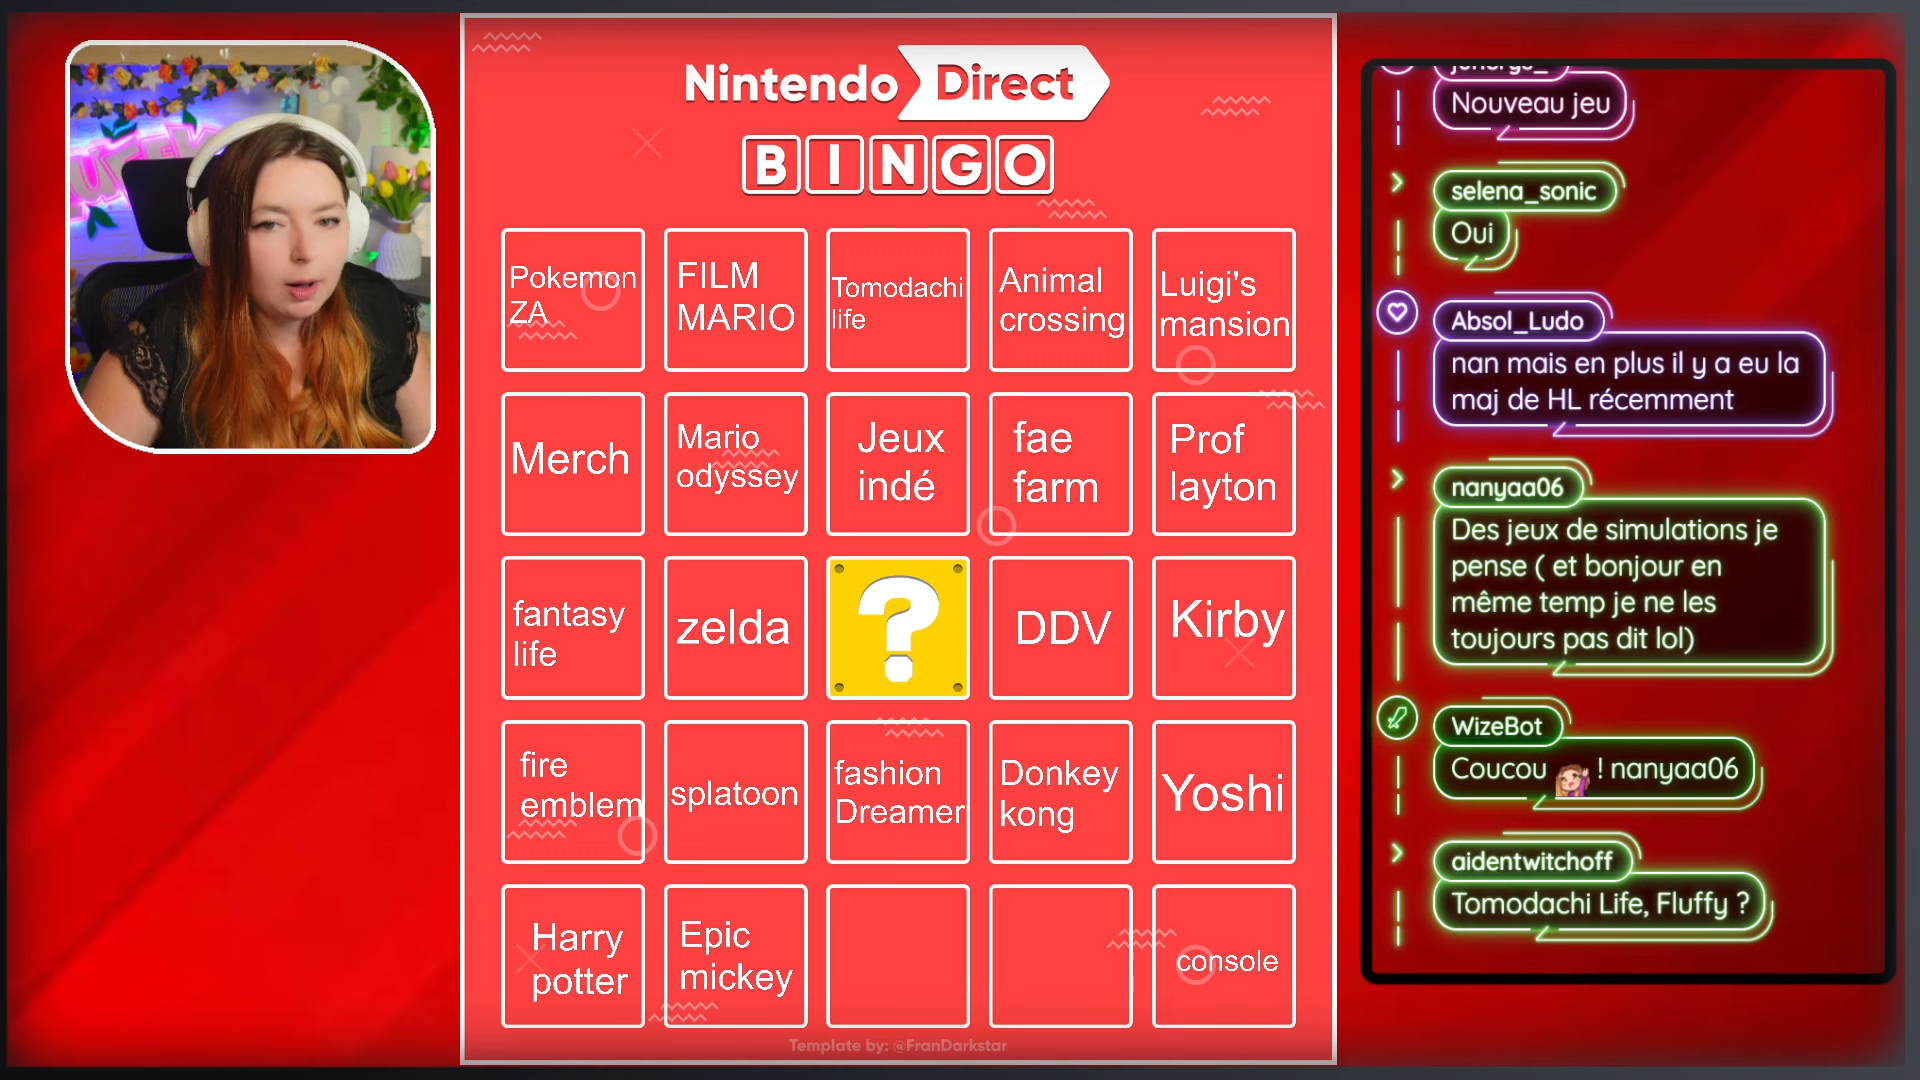 Nintendo Direct
BINGO
Pokemon
ZA
FILM
MARIO
Tomodachi
life
Animal
crossing
Luigi's
mansion
Merch
Mario
odyssey
Jeux
indé
fae
farm
Prof
layton
fantasy
life
zelda
?
DDV
Kirby
fire
emblem
splatoon
fashion
Dreamer
Donkey
kong
Yoshi
Harry
potter
Epic
mickey
console
Template by: @FranDarkstar
Nouveau jeu
selena_sonic
Oui
Absol_Ludo
nan mais en plus il y a eu la
maj de HL récemment
nanyaa06
Des jeux de simulations je
pense ( et bonjour en
même temp je ne les
toujours pas dit lol)
WizeBot
Coucou ! nanyaa06
aidentwitchoff
Tomodachi Life, Fluffy ?